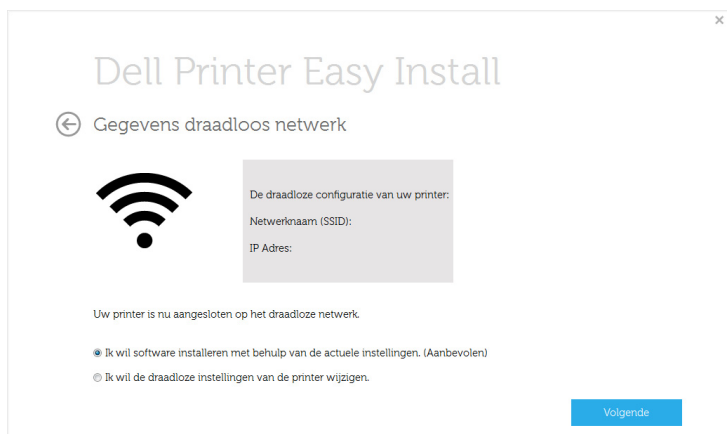 Dell Printer Easy Install
Gegevens draadloos netwerk
De draadloze configuratie van uw printer:
Netwerknaam (SSID):
IP Adres:
Uw printer is nu aangesloten op het draadloze netwerk.
Ik wil software installeren met behulp van de actuele instellingen. (Aanbevolen)
Ik wil de draadloze instellingen van de printer wijzigen.
Volgende